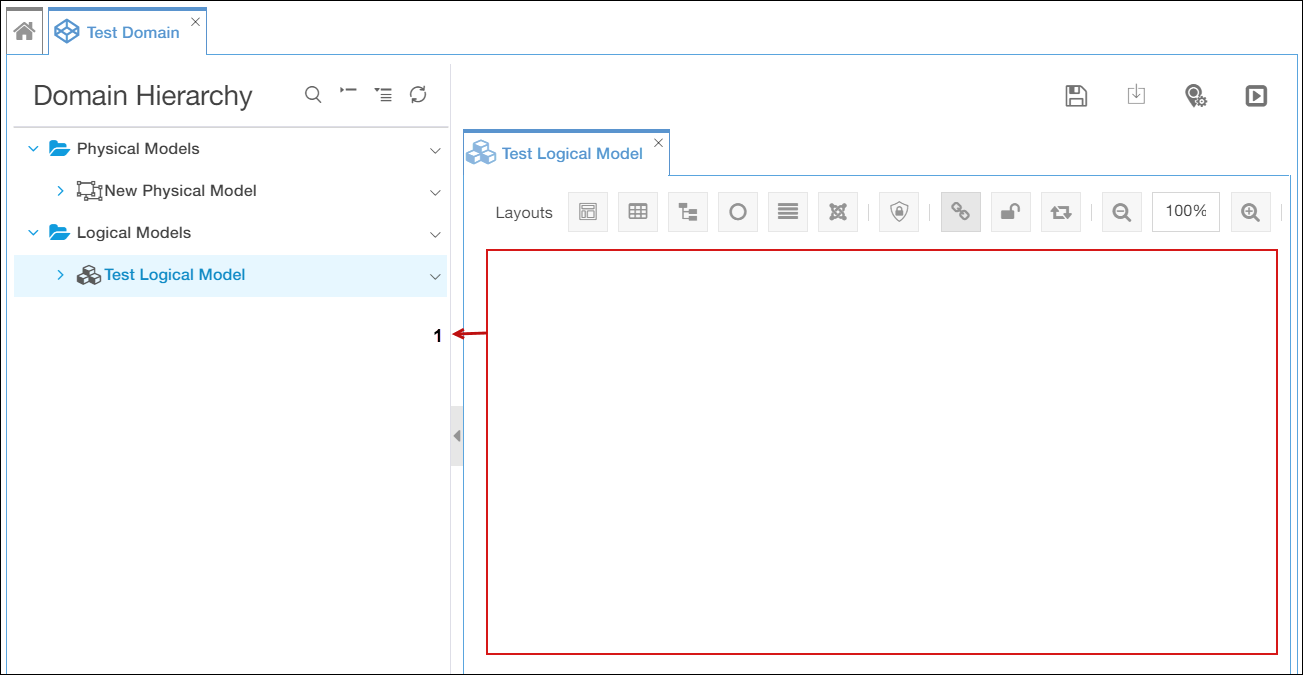 Test Domain
Domain Hierarchy
Physical Models
New Physical Model
Logical Models
Test Logical Model
1
Test Logical Model
Layouts
100%